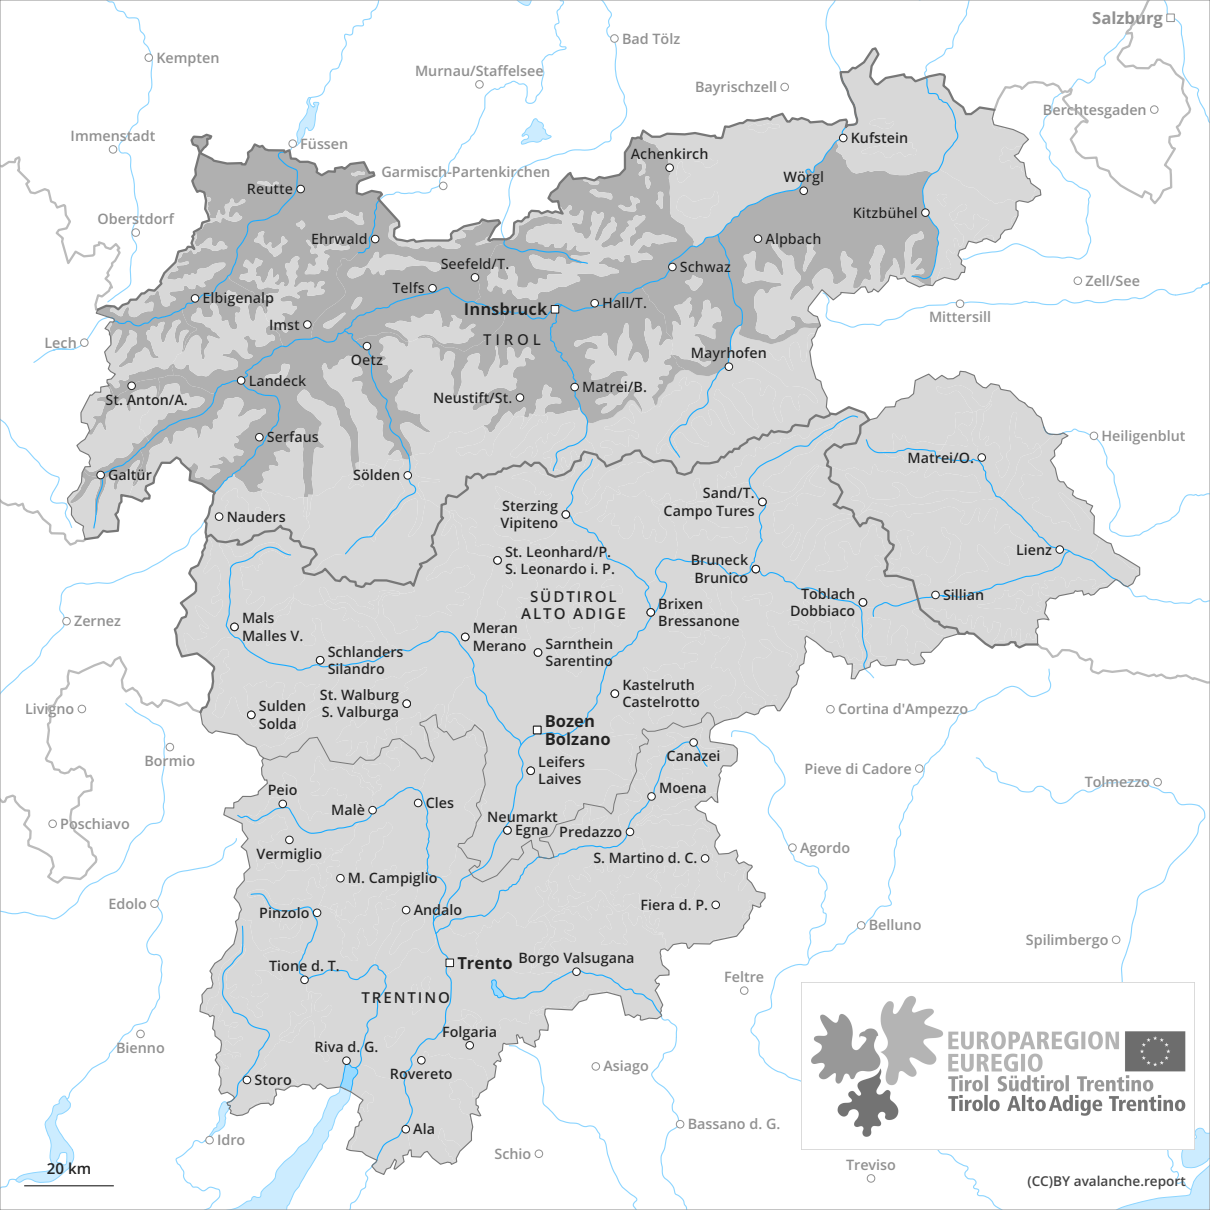 Salzburg
Bad Tölz
Kempten
Murnau/Staffelsee
Bayrischzell
Berchtesgaden
Immenstadt
Füssen
Kufstein
Achenkirch
Garmisch-Partenkirchen
Wörgl
Reutte
Oberstdorf
Kitzbühel
Ehrwald
Alpbach
Seefeld/T.
Schwaz
Zell/See
Telfs
Elbigenalp
Innsbruck
Hall/T.
Mittersill
Imst
TIROL
Lech
Oetz
Mayrhofen
Landeck
Matrei/B.
St. Anton/A.
Neustift/St.
Serfaus
Heiligenblut
Matrei/O.
Galtür
Sölden
Sand/T.
Campo Tures
Sterzing
Vipiteno
Nauders
Lienz
St. Leonhard/P.
S. Leonardo i. P.
Bruneck
Brunico
SÜDTIROL
ALTO ADIGE
Toblach
Dobbiaco
Sillian
Brixen
Bressanone
Zernez
Mals
Malles V.
Meran
Merano
Sarnthein
Sarentino
Schlanders
Silandro
Kastelruth
Castelrotto
St. Walburg
S. Valburga
Livigno
Sulden
Solda
Cortina d'Ampezzo
Bozen
Bolzano
Bormio
Canazei
Leifers
Laives
Pieve di Cadore
Tolmezzo
Peio
Moena
Malè
Cles
Neumarkt
Egna
Predazzo
Poschiavo
Vermiglio
S. Martino d. C.
Agordo
M. Campiglio
Edolo
Pinzolo
Andalo
Fiera d. P.
Belluno
Spilimbergo
Trento
Borgo Valsugana
Tione d. T.
Feltre
TRENTINO
Folgaria
Bienno
Riva d. G.
Rovereto
Asiago
Storo
EUROPAREGION
EUREGIO
Tirol Südtirol Trentino
Tirolo Alto Adige Trentino
Ala
Bassano d. G.
Idro
Schio
Treviso
20 km
(CC)BY avalanche.report